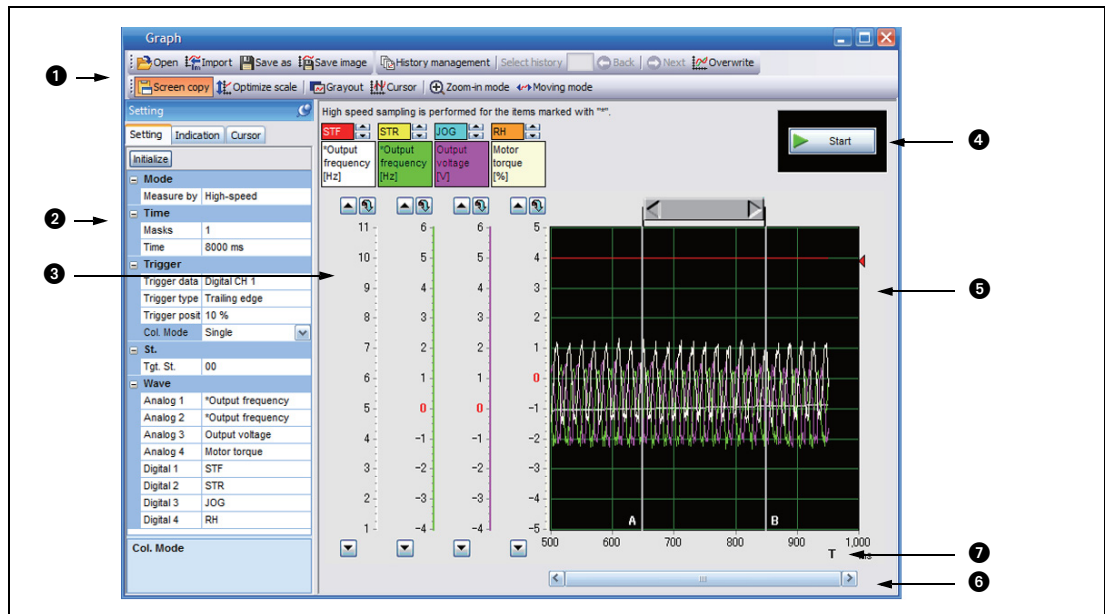 Graph
Open Import Save as Save image History management Select history Back Next Overwrite
Screen copy Optimize scale Grayout Cursor Zoom-in mode Moving mode
❶
Setting
Setting Indication Cursor
Initialize
Mode
Measure by High-speed
Time
Masks 1
Time 8000 ms
Trigger
Trigger data Digital CH 1
Trigger type Trailing edge
Trigger posit 10 %
Col. Mode Single
St.
Tgt. St. 00
Wave
Analog 1 *Output frequency
Analog 2 *Output frequency
Analog 3 Output voltage
Analog 4 Motor torque
Digital 1 STF
Digital 2 STR
Digital 3 JOG
Digital 4 RH
Col. Mode
❷
❸
High speed sampling is performed for the items marked with "*".
STF STR JOG RH
*Output frequency [Hz]
*Output frequency [Hz]
Output voltage [V]
Motor torque [%]
Start
❹
11 6 6 5
10 5 5 4
9 4 4 3
8 3 3 2
7 2 2 1
6 1 1 0
5 0 0 -1
4 -1 -1 -2
3 -2 -2 -3
2 -3 -3 -4
1 -4 -4 -5
A B
❺
500 600 700 800 900 1,000
T ms
❼
❻